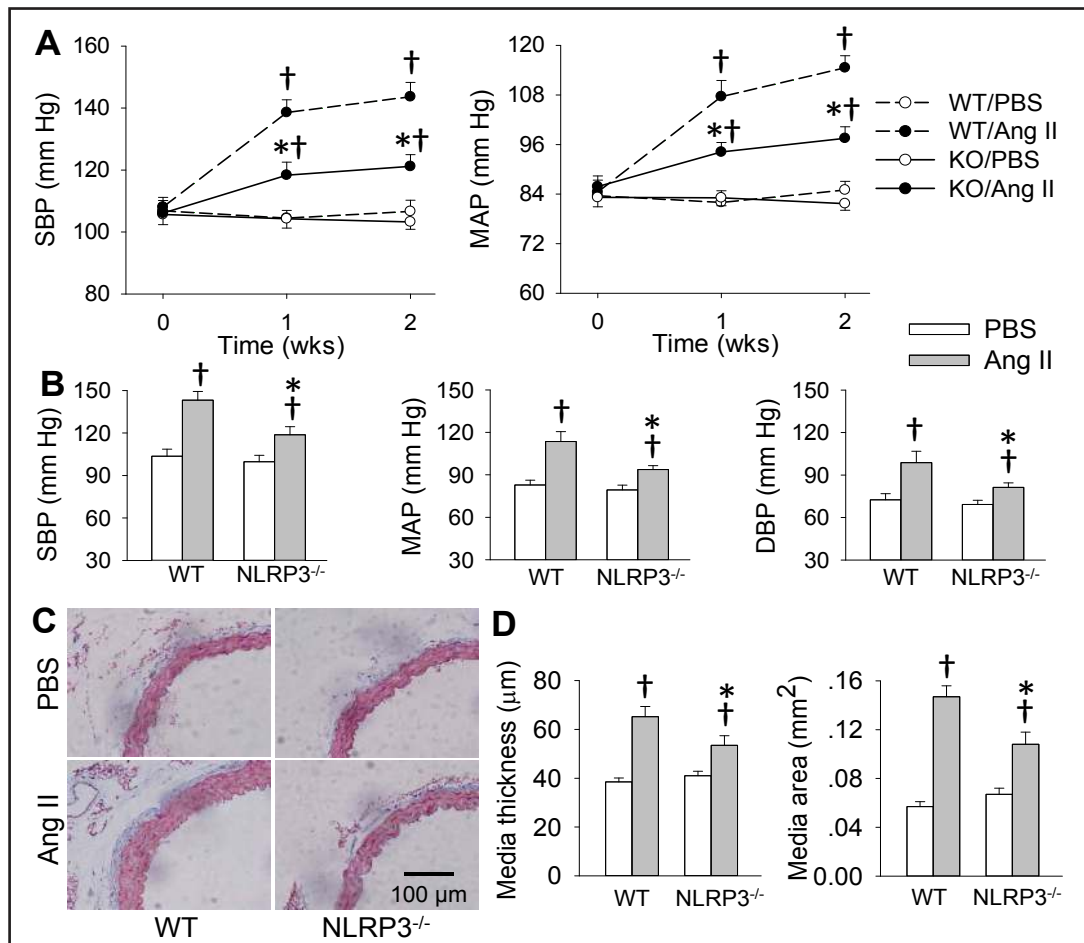 A
SBP (mm Hg)
160
140
120
100
80
† †
*† *†
0 1 2
Time (wks)
MAP (mm Hg)
120
108
96
84
72
60
† †
*† *†
0 1 2
Time (wks)
WT/PBS
WT/Ang II
KO/PBS
KO/Ang II
PBS
Ang II
B
SBP (mm Hg)
150
120
90
60
30
†
*
†
WT NLRP3-/-
MAP (mm Hg)
150
120
90
60
30
†
*
†
WT NLRP3-/-
DBP (mm Hg)
150
120
90
60
30
†
*
†
WT NLRP3-/-
C
PBS
Ang II
100 µm
WT NLRP3-/-
D
Media thickness (µm)
80
60
40
20
0
†
*
†
WT NLRP3-/-
Media area (mm2)
.16
.12
.08
.04
0.00
†
*
†
WT NLRP3-/-